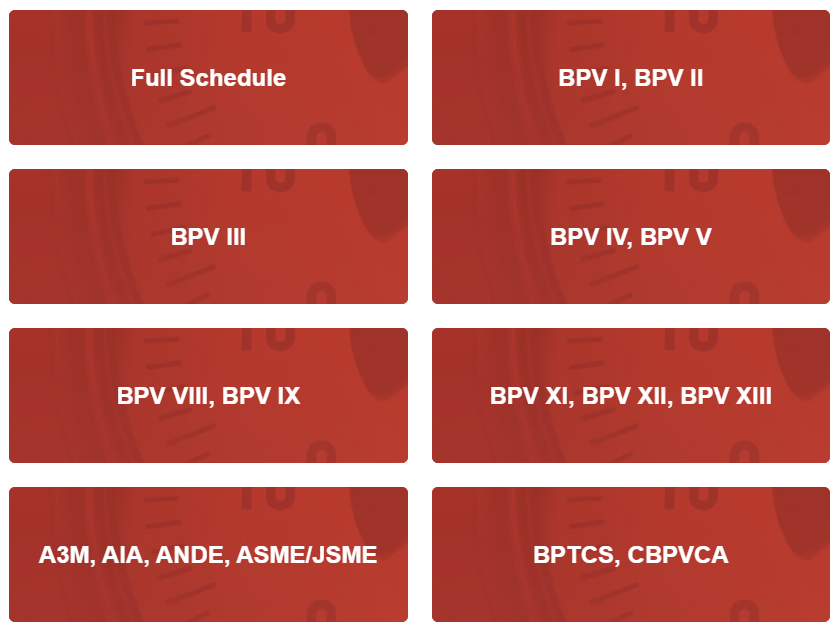 Full Schedule
BPV I, BPV II
BPV III
BPV IV, BPV V
BPV VIII, BPV IX
BPV XI, BPV XII, BPV XIII
A3M, AIA, ANDE, ASME/JSME
BPTCS, CBPVCA